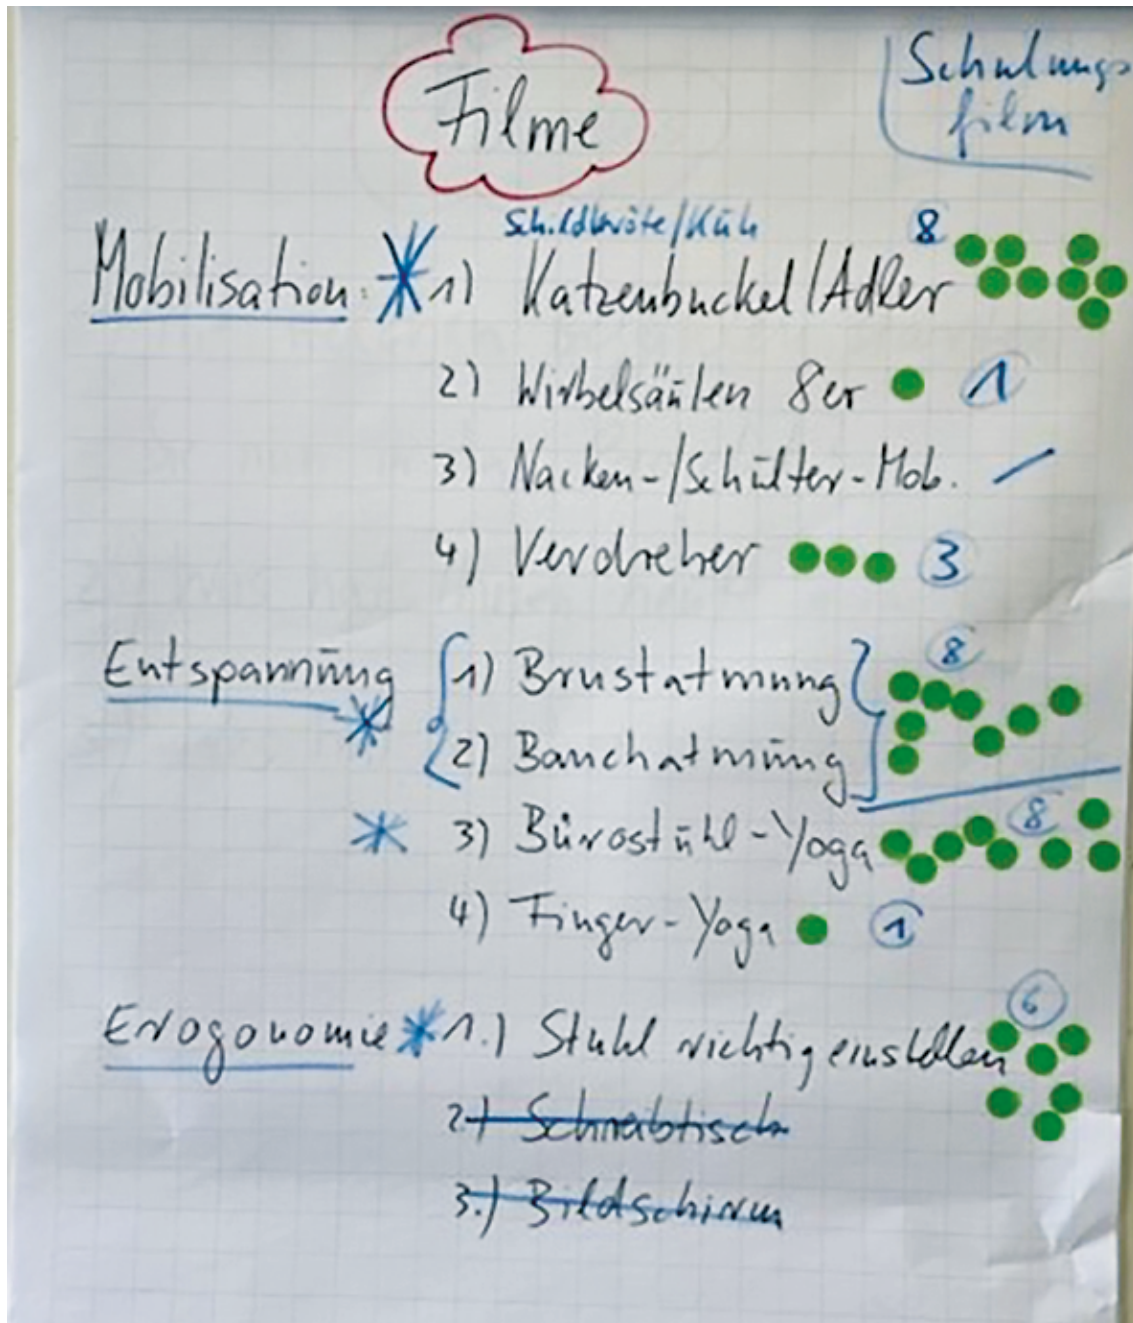 Filme
Schulungs
film
Schildkröte/Kuh
8
Mobilisation: 1) Katzenbuckel/Adler
2) Wirbelsäulen 8er 1
3) Nacken-/Schulter-Mob. /
4) Verdreher 3
8
Entspannung 1) Brustatmung
2) Bauchatmung
8
3) Bürostuhl-Yoga
4) Finger-Yoga 1
6
Erogonomie 1.) Stuhl richtig einstellen
2.) Schreibtisch
3.) Bildschirm